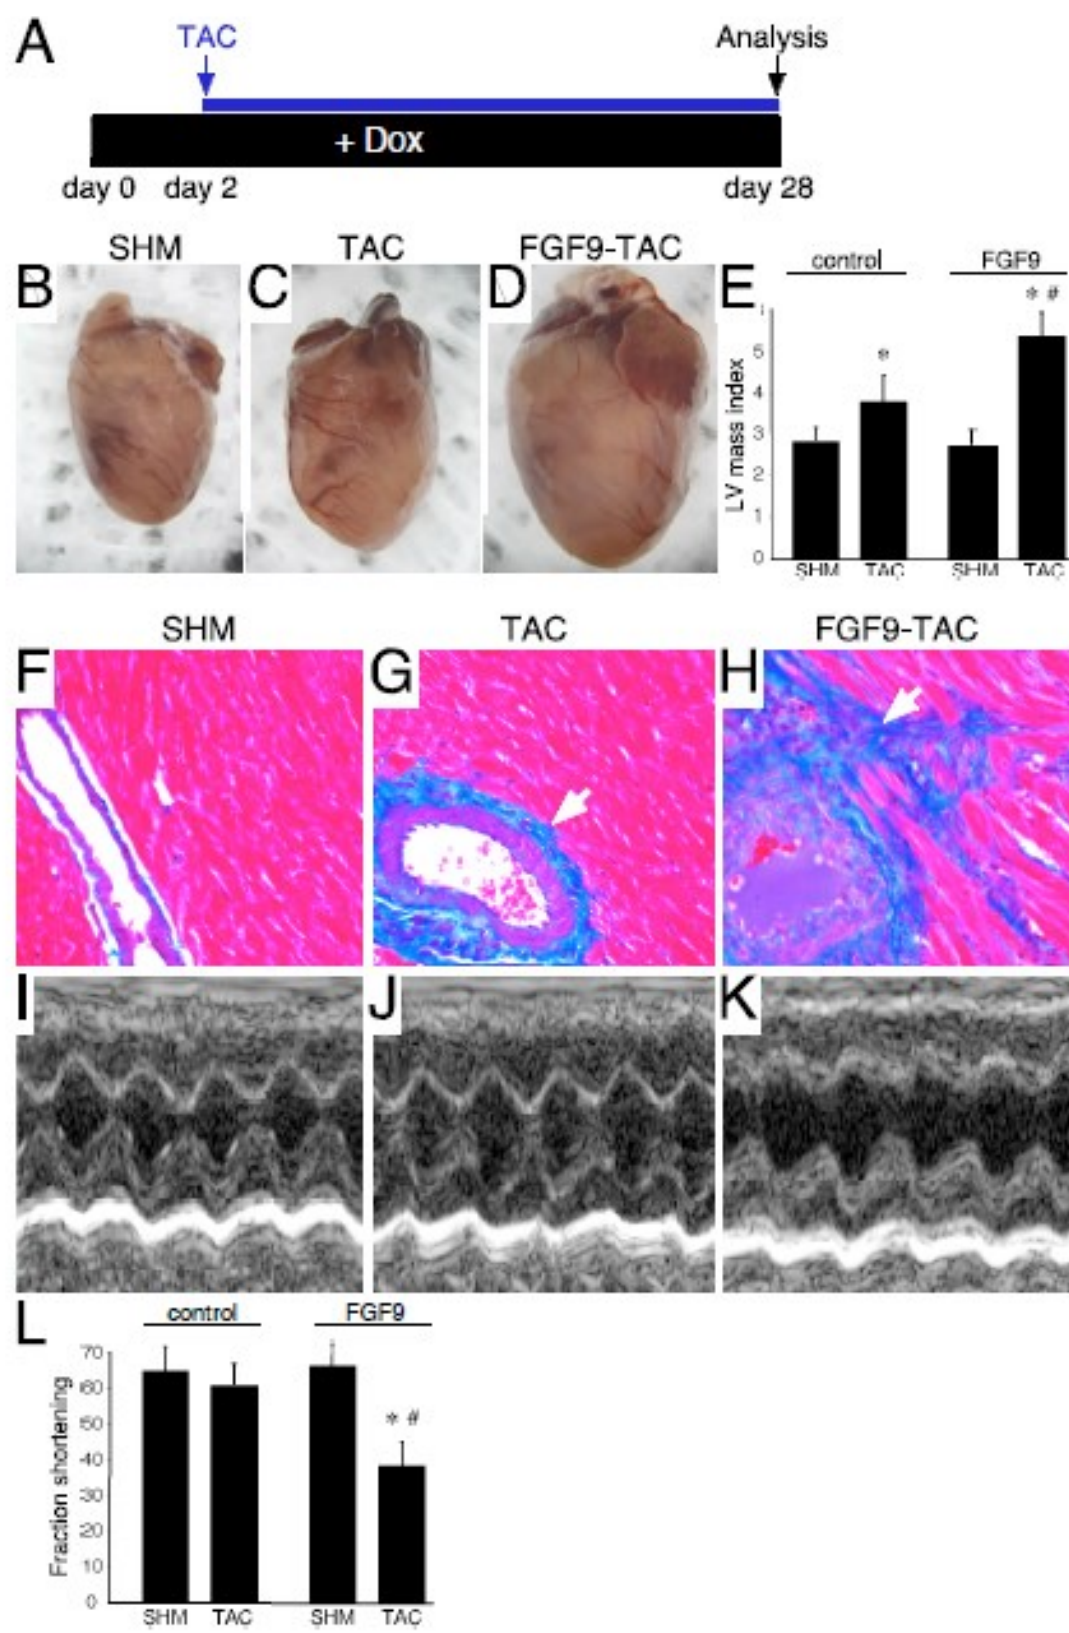 A
TAC
Analysis
+ Dox
day 0 day 2 day 28
SHM TAC FGF9-TAC
B C D E
control FGF9
* * #
LV mass index
5
4
3
2
1
0
SHM TAC SHM TAC
SHM TAC FGF9-TAC
F G H
I J K
L
control FGF9
* #
Fraction shortening
70
60
50
40
30
20
10
0
SHM TAC SHM TAC